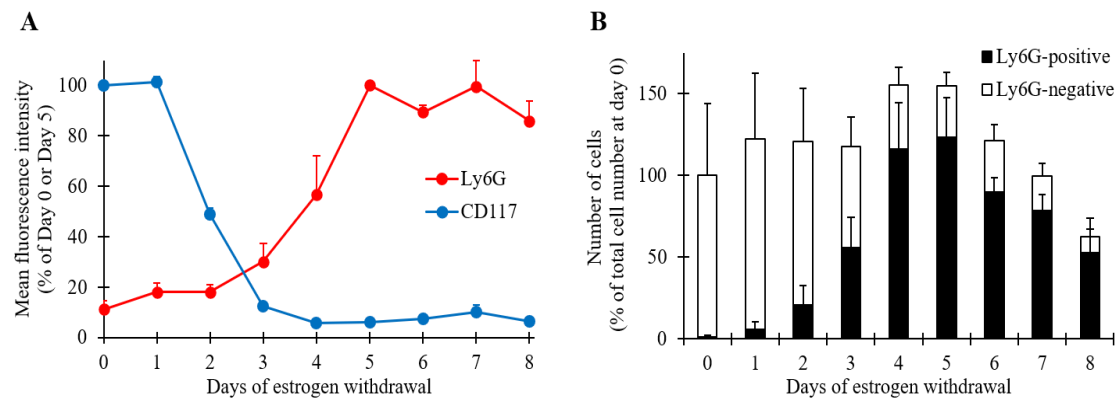 A
Mean fluorescence intensity
(% of Day 0 or Day 5)
100
80
60
40
20
0
Ly6G
CD117
0 1 2 3 4 5 6 7 8
Days of estrogen withdrawal
B
Number of cells
(% of total cell number at day 0)
150
100
50
0
Ly6G-positive
Ly6G-negative
0 1 2 3 4 5 6 7 8
Days of estrogen withdrawal